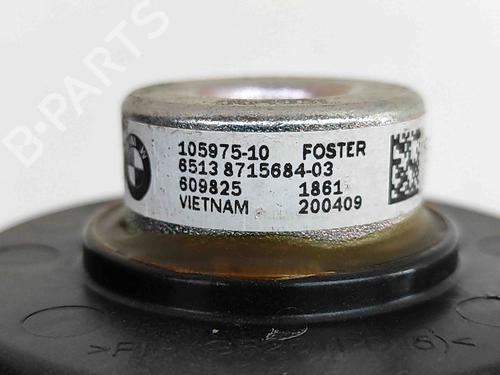 B-PARTS
105975-10 FOSTER
6513 8715684-03
609825 1861
VIETNAM 200409